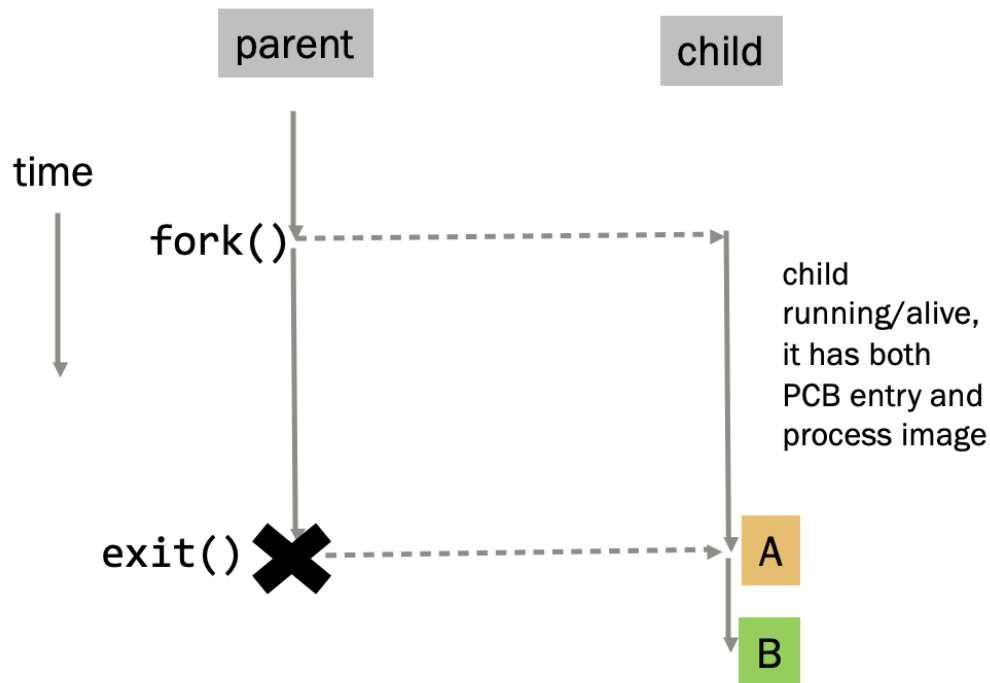 parent
child
time
fork()
child
running/alive,
it has both
PCB entry and
process image
exit()
A
B